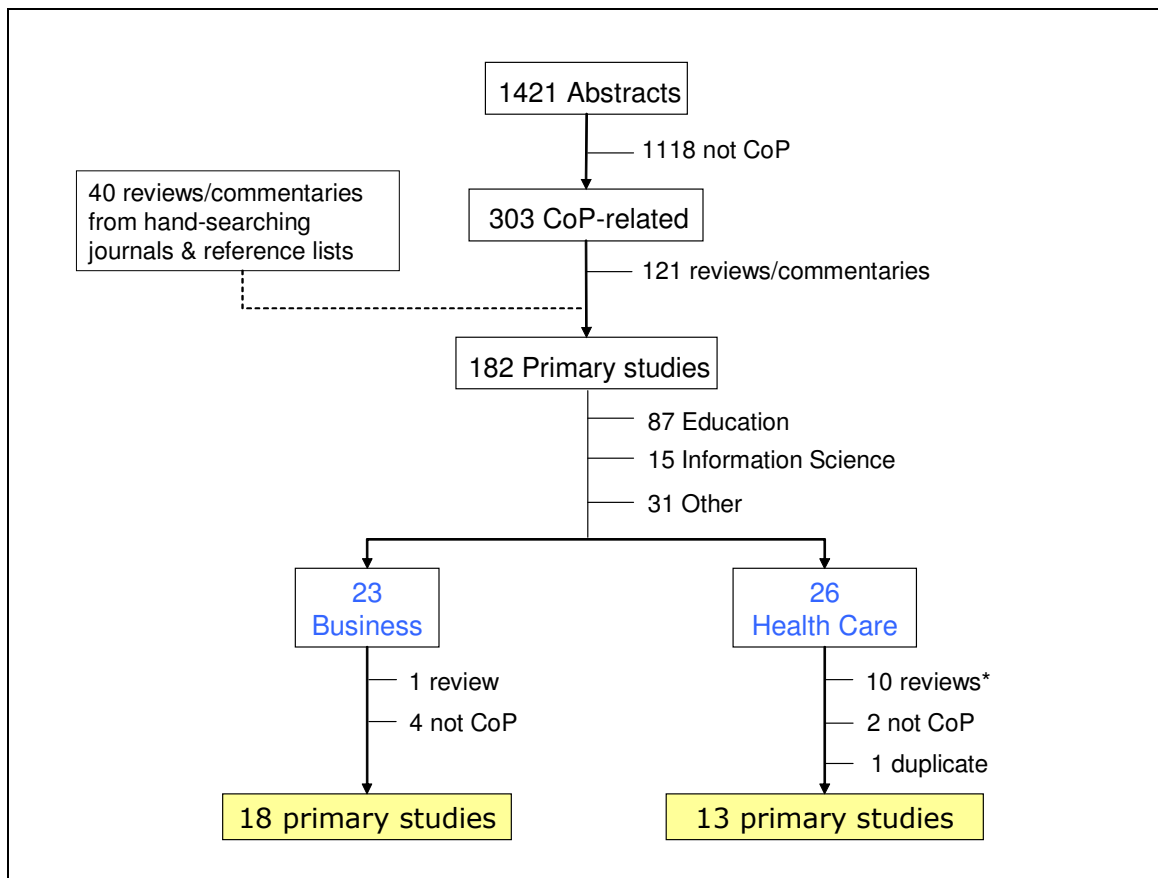 1421 Abstracts
1118 not CoP
40 reviews/commentaries
from hand-searching
journals & reference lists
303 CoP-related
121 reviews/commentaries
182 Primary studies
87 Education
15 Information Science
31 Other
23
Business
26
Health Care
1 review
4 not CoP
10 reviews*
2 not CoP
1 duplicate
18 primary studies
13 primary studies